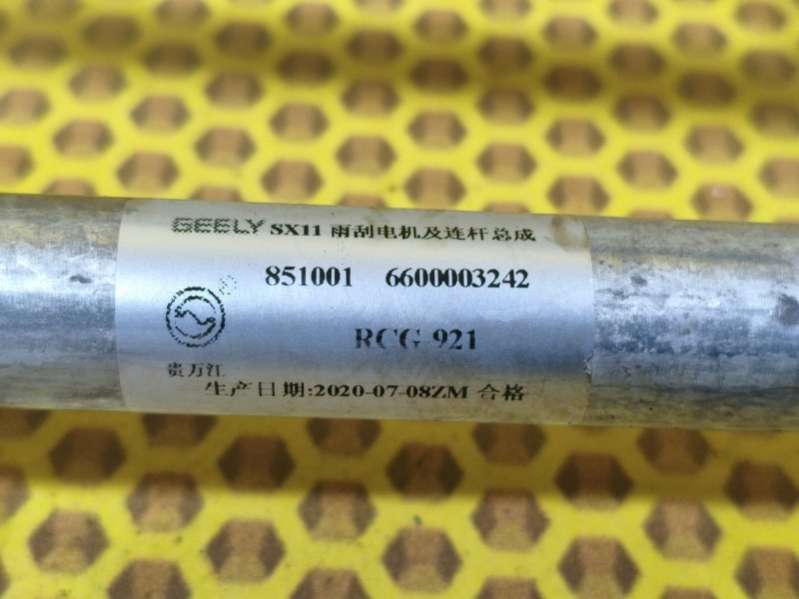 GEELY SX11 雨刮电机及连杆总成
851001 6600003242
RCG 921
贵万江
生产日期:2020-07-08ZM 合格